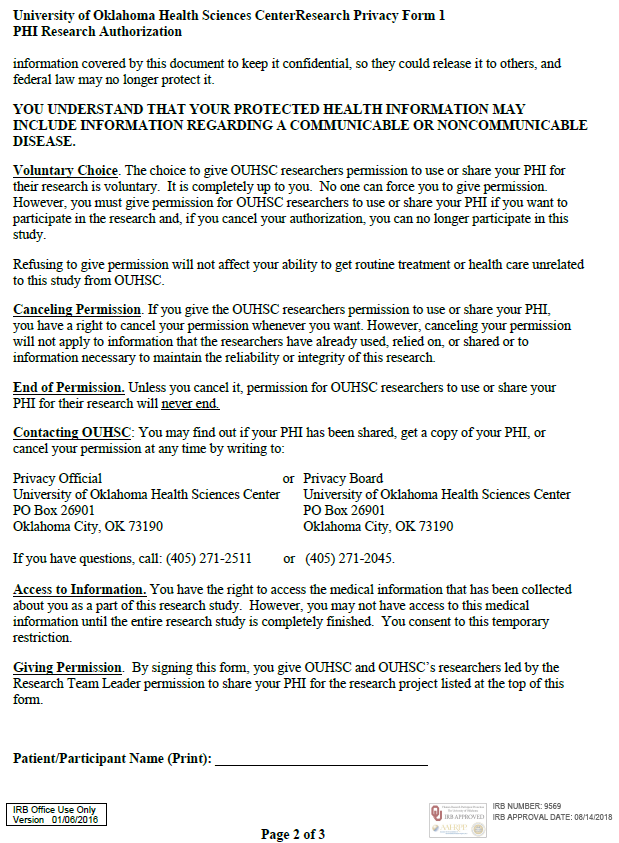 University of Oklahoma Health Sciences CenterResearch Privacy Form 1
PHI Research Authorization
information covered by this document to keep it confidential, so they could release it to others, and
federal law may no longer protect it.
YOU UNDERSTAND THAT YOUR PROTECTED HEALTH INFORMATION MAY
INCLUDE INFORMATION REGARDING A COMMUNICABLE OR NONCOMMUNICABLE
DISEASE.
Voluntary Choice. The choice to give OUHSC researchers permission to use or share your PHI for
their research is voluntary. It is completely up to you. No one can force you to give permission.
However, you must give permission for OUHSC researchers to use or share your PHI if you want to
participate in the research and, if you cancel your authorization, you can no longer participate in this
study.
Refusing to give permission will not affect your ability to get routine treatment or health care unrelated
to this study from OUHSC.
Canceling Permission. If you give the OUHSC researchers permission to use or share your PHI,
you have a right to cancel your permission whenever you want. However, canceling your permission
will not apply to information that the researchers have already used, relied on, or shared or to
information necessary to maintain the reliability or integrity of this research.
End of Permission. Unless you cancel it, permission for OUHSC researchers to use or share your
PHI for their research will never end.
Contacting OUHSC: You may find out if your PHI has been shared, get a copy of your PHI, or
cancel your permission at any time by writing to:
Privacy Official or Privacy Board
University of Oklahoma Health Sciences Center University of Oklahoma Health Sciences Center
PO Box 26901 PO Box 26901
Oklahoma City, OK 73190 Oklahoma City, OK 73190
If you have questions, call: (405) 271-2511 or (405) 271-2045.
Access to Information. You have the right to access the medical information that has been collected
about you as a part of this research study. However, you may not have access to this medical
information until the entire research study is completely finished. You consent to this temporary
restriction.
Giving Permission. By signing this form, you give OUHSC and OUHSC's researchers led by the
Research Team Leader permission to share your PHI for the research project listed at the top of this
form.
Patient/Participant Name (Print): ______________________________
IRB Office Use Only
Version 01/06/2016
IRB APPROVED
IRB NUMBER: 9569
IRB APPROVAL DATE: 08/14/2018
Page 2 of 3